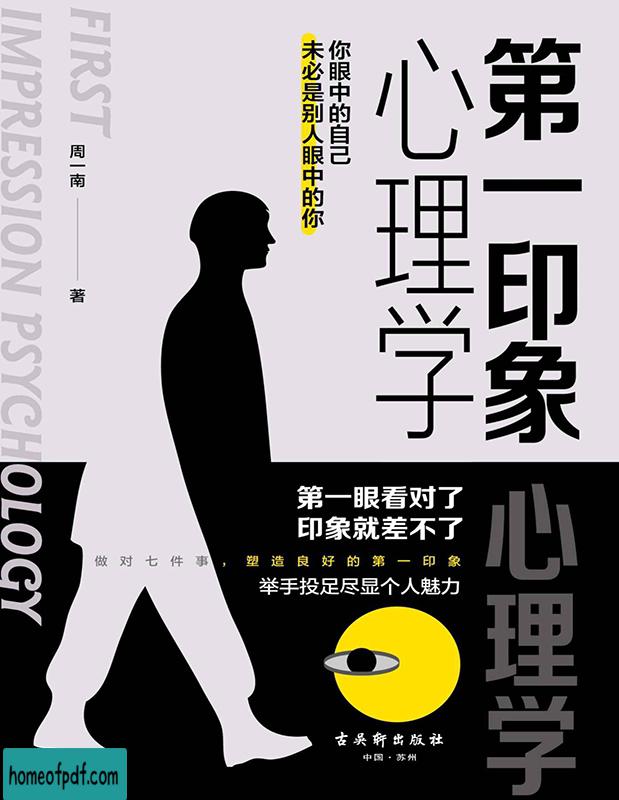 第一印象
心理学
你眼中的自己
未必是别人眼中的你
周一南
著
FIRST
IMPRESSION PSYCHOLOGY
第一眼看对了
印象就差不了
做对七件事，塑造良好的第一印象
举手投足尽显个人魅力
心理学
古吴轩出版社
中国·苏州
homeofpdf.com